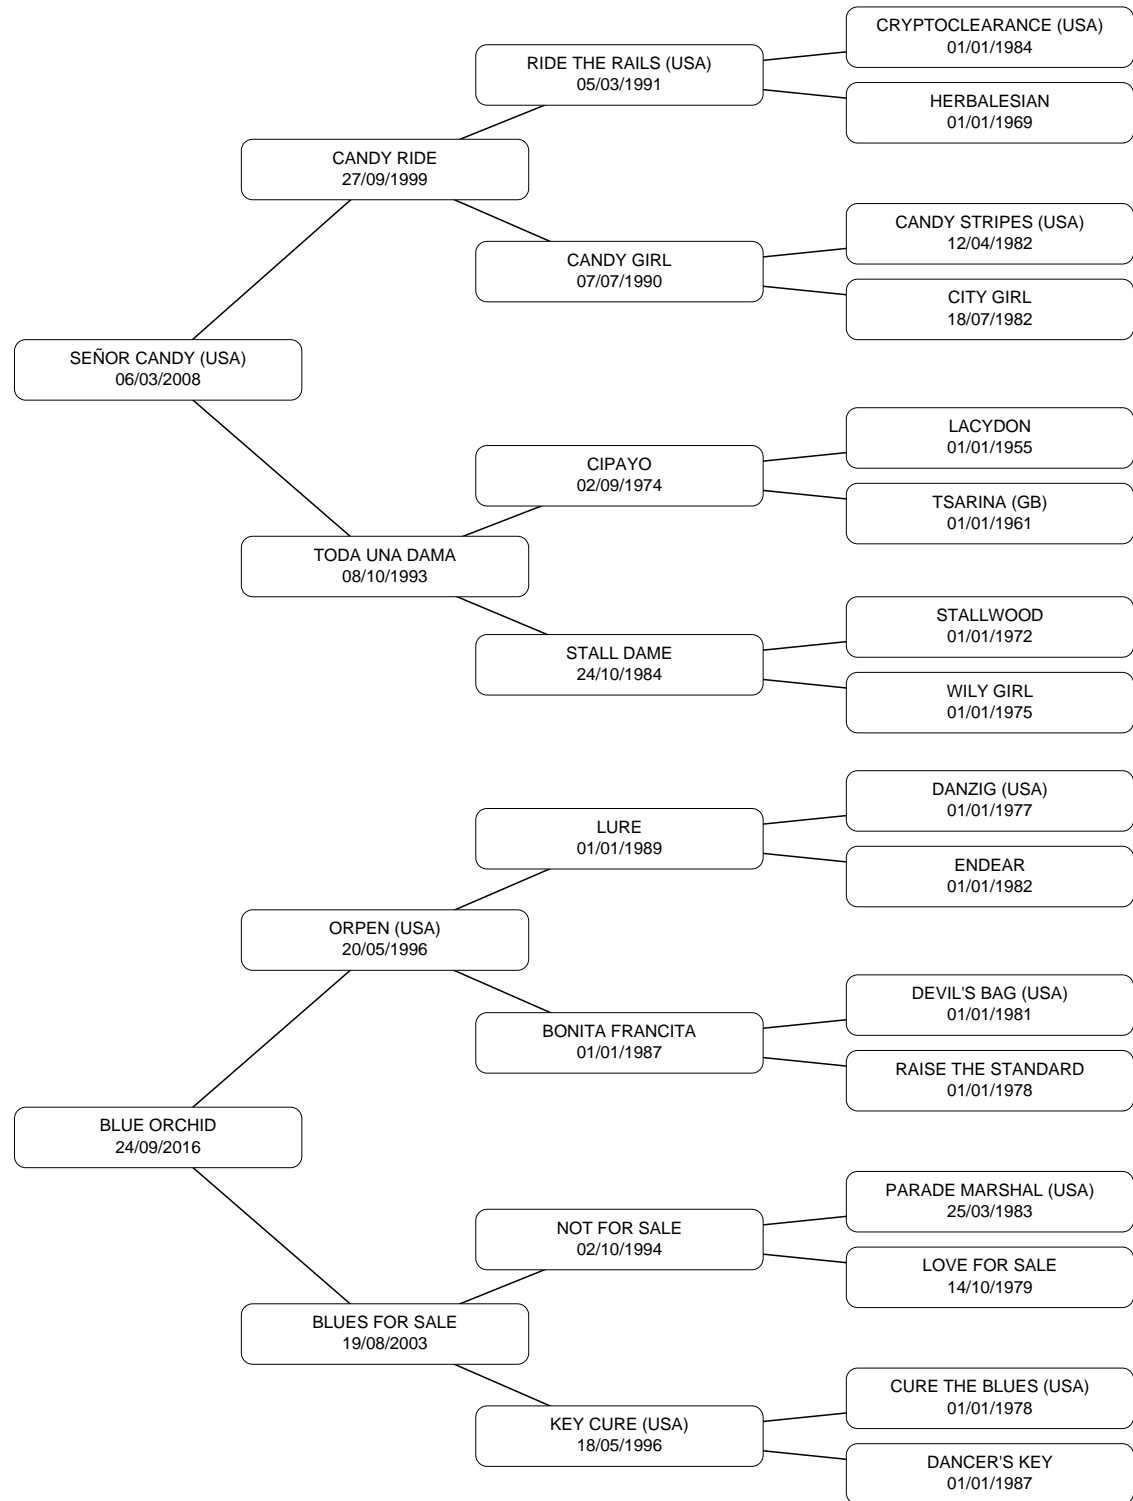 CRYPTOCLEARANCE (USA)
01/01/1984
RIDE THE RAILS (USA)
05/03/1991
HERBALESIAN
01/01/1969
CANDY RIDE
27/09/1999
CANDY STRIPES (USA)
12/04/1982
CANDY GIRL
07/07/1990
CITY GIRL
18/07/1982
SEÑOR CANDY (USA)
06/03/2008
LACYDON
01/01/1955
CIPAYO
02/09/1974
TSARINA (GB)
01/01/1961
TODA UNA DAMA
08/10/1993
STALLWOOD
01/01/1972
STALL DAME
24/10/1984
WILY GIRL
01/01/1975
DANZIG (USA)
01/01/1977
LURE
01/01/1989
ENDEAR
01/01/1982
ORPEN (USA)
20/05/1996
DEVIL'S BAG (USA)
01/01/1981
BONITA FRANCITA
01/01/1987
RAISE THE STANDARD
01/01/1978
BLUE ORCHID
24/09/2016
PARADE MARSHAL (USA)
25/03/1983
NOT FOR SALE
02/10/1994
LOVE FOR SALE
14/10/1979
BLUES FOR SALE
19/08/2003
CURE THE BLUES (USA)
01/01/1978
KEY CURE (USA)
18/05/1996
DANCER'S KEY
01/01/1987